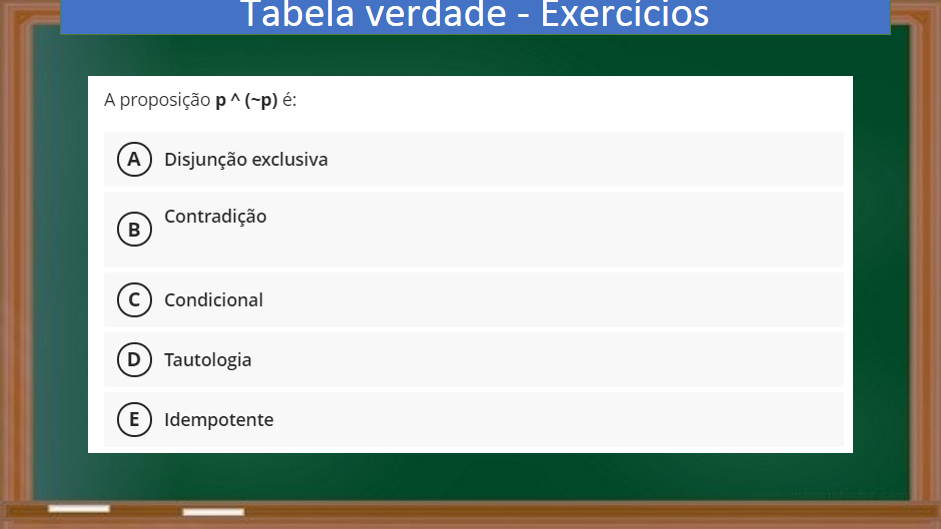 Tabela verdade - Exercícios
A proposição p ^ (~p) é:
A Disjunção exclusiva
B Contradição
C Condicional
D Tautologia
E Idempotente